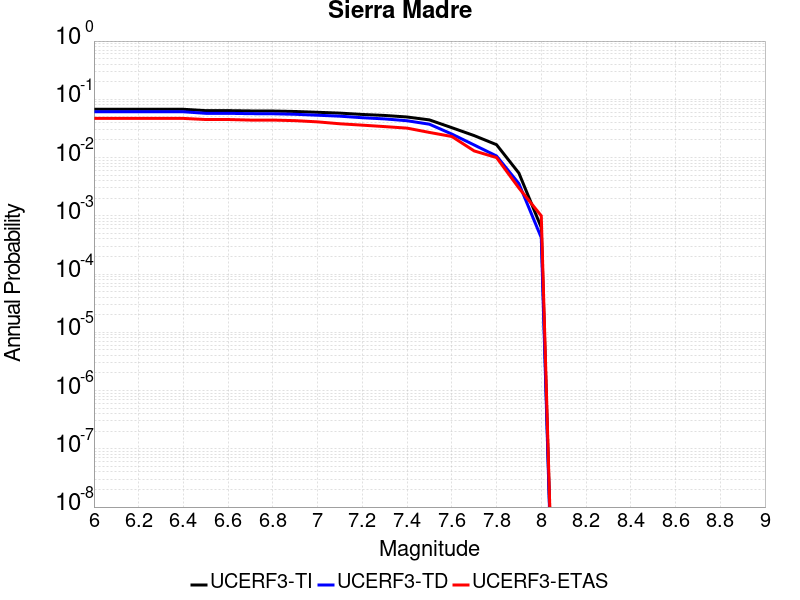 Sierra Madre
10^0
10^-1
10^-2
10^-3
10^-4
10^-5
10^-6
10^-7
10^-8
Annual Probability
6 6.2 6.4 6.6 6.8 7 7.2 7.4 7.6 7.8 8 8.2 8.4 8.6 8.8 9
Magnitude
UCERF3-TI UCERF3-TD UCERF3-ETAS